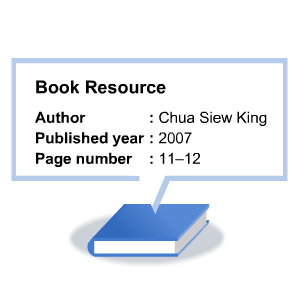 Book Resource
Author : Chua Siew King
Published year : 2007
Page number : 11–12